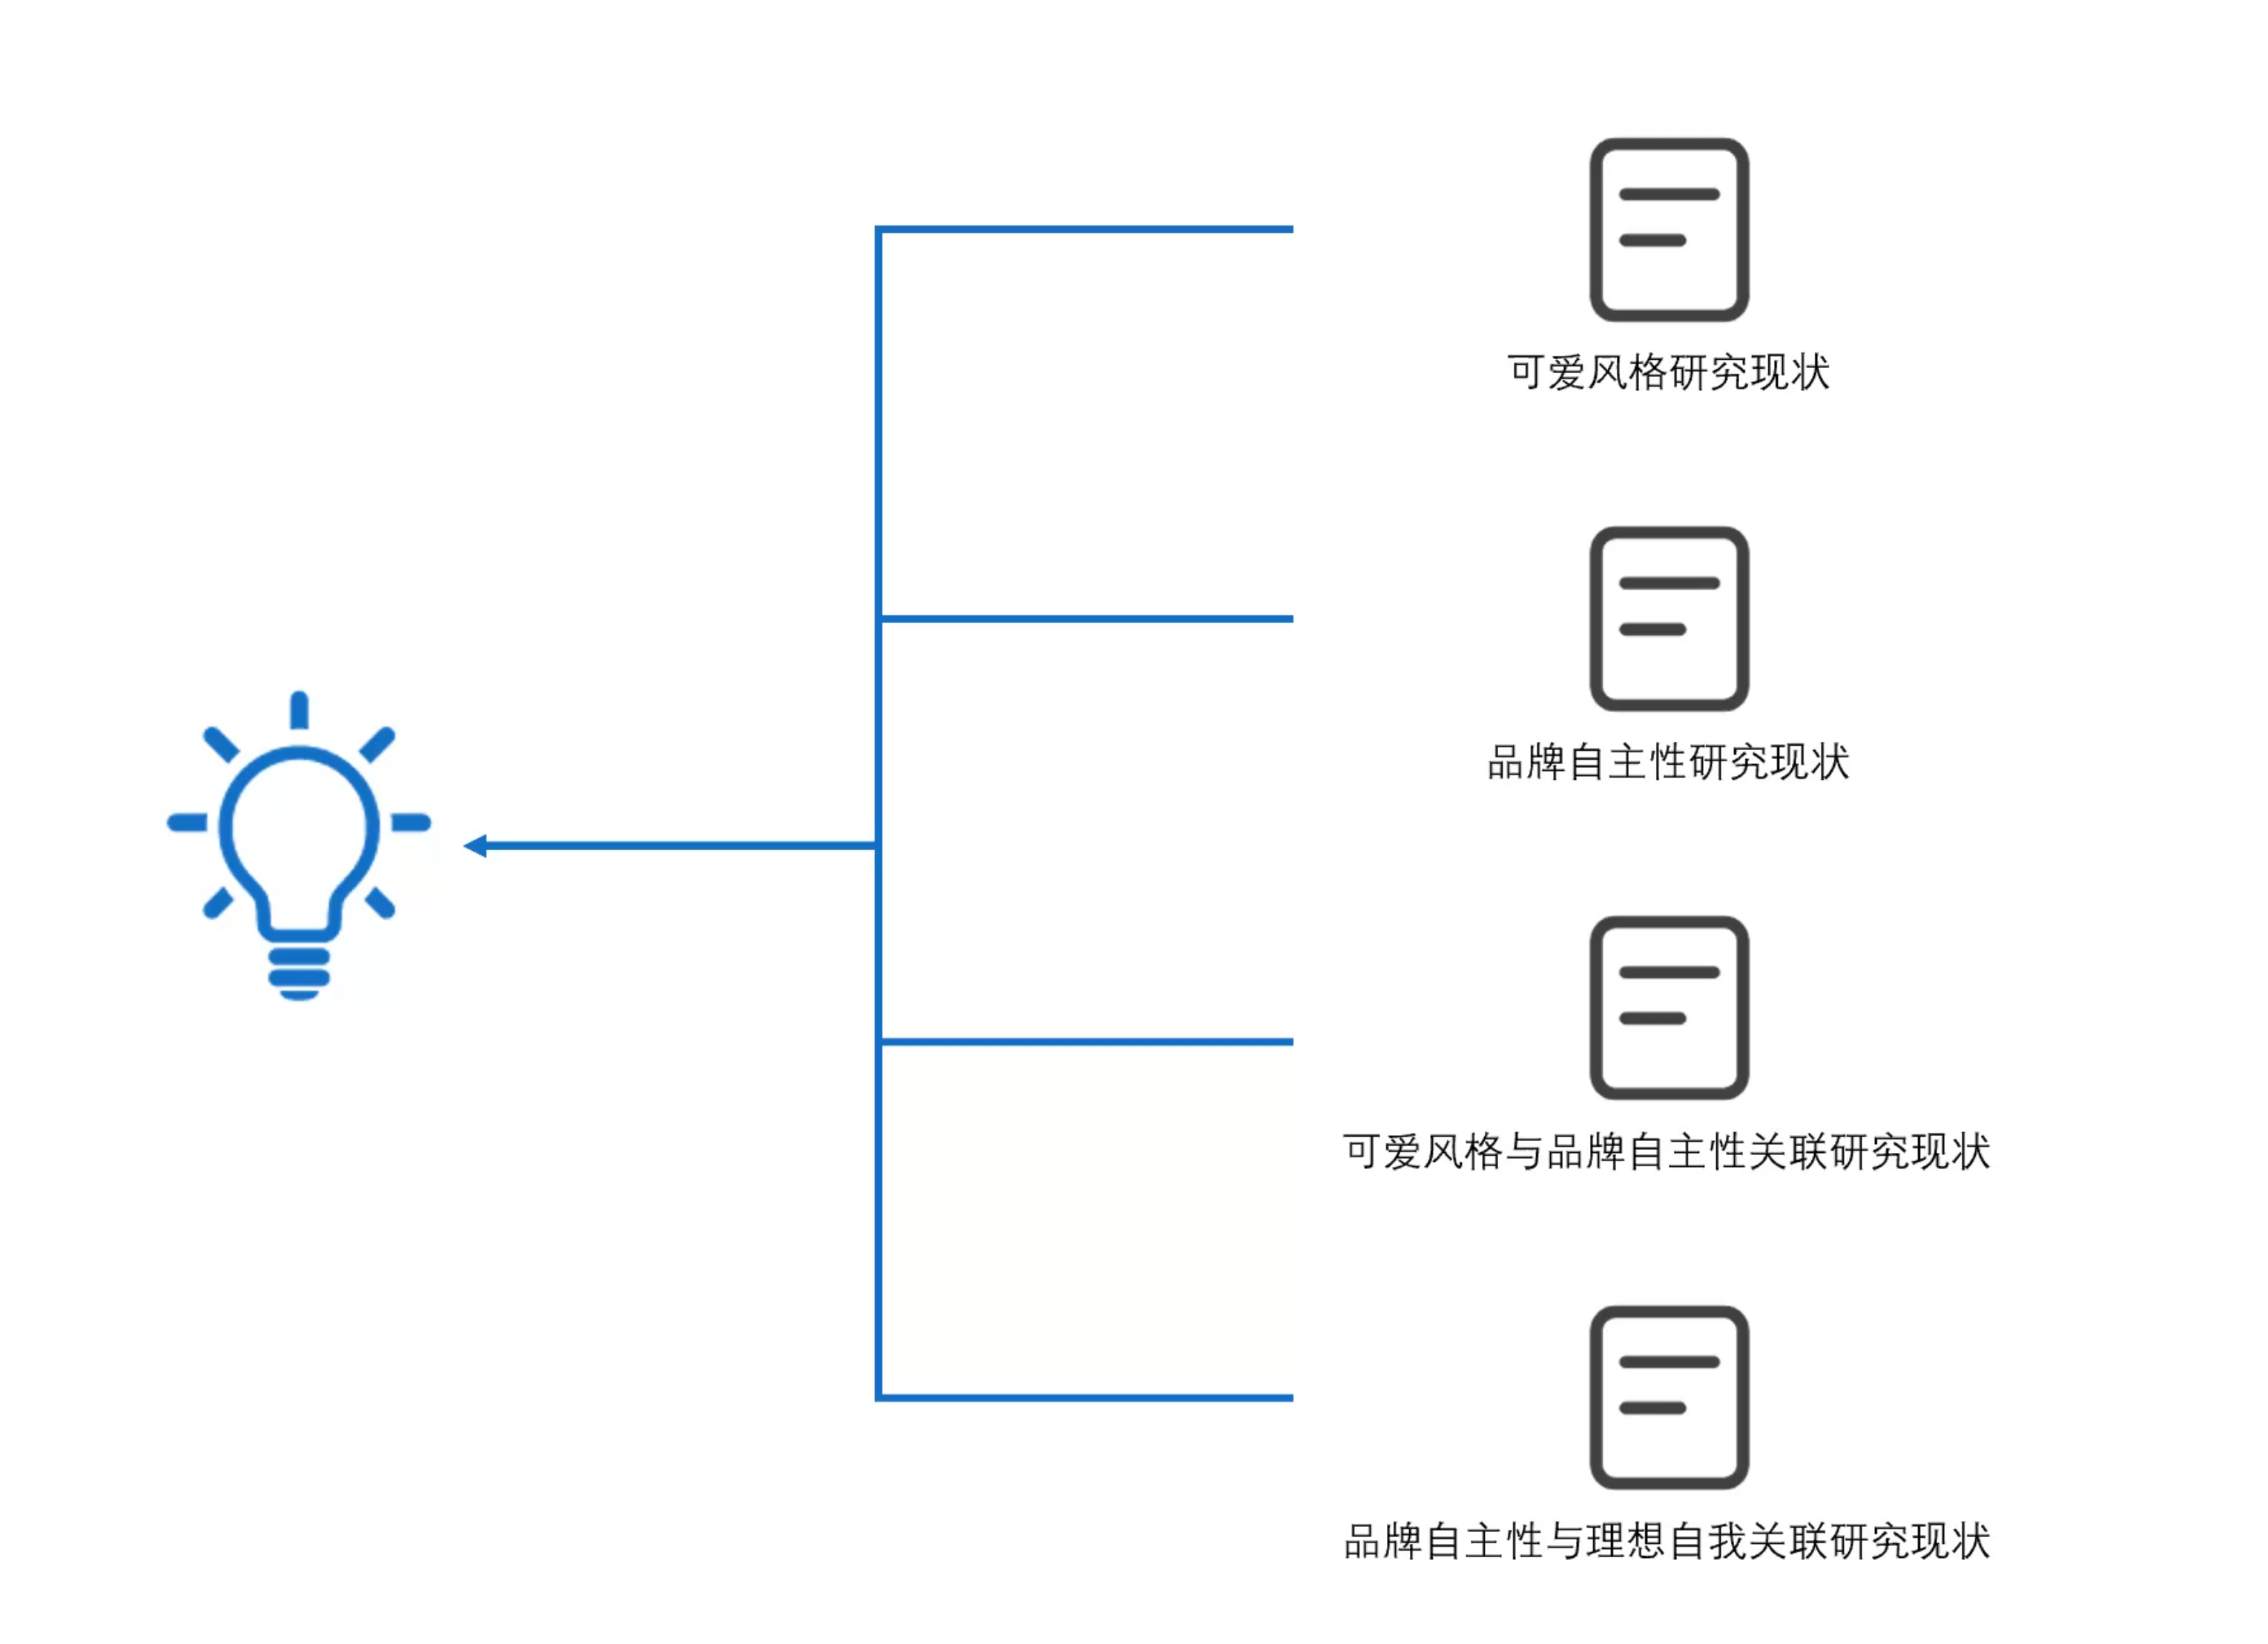 可爱风格研究现状
品牌自主性研究现状
可爱风格与品牌自主性关联研究现状
品牌自主性与理想自我关联研究现状